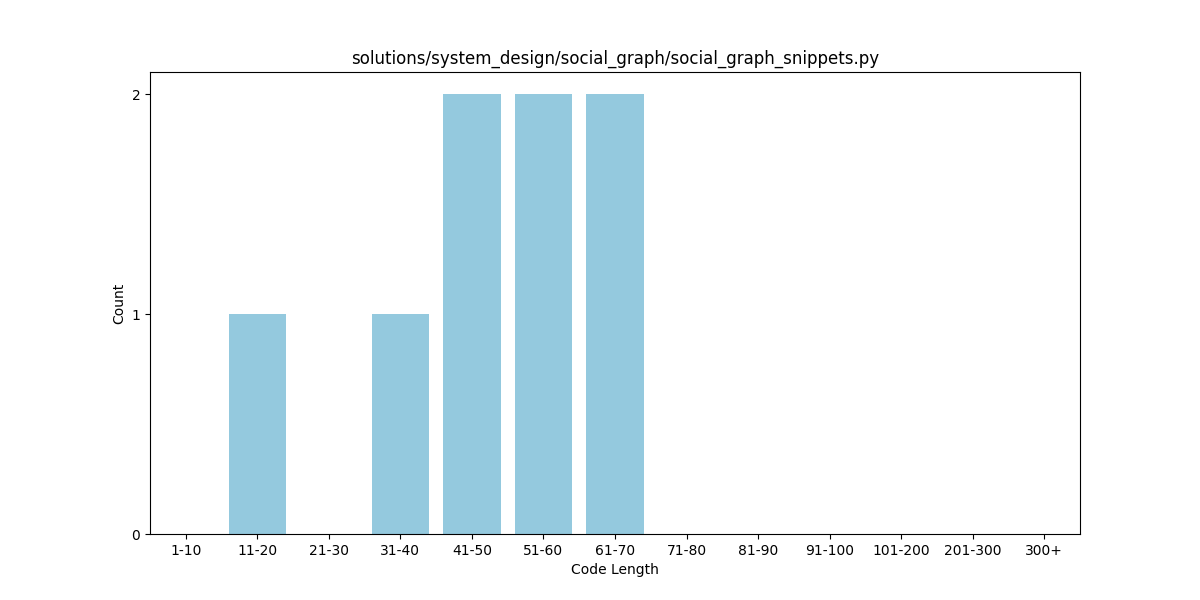 solutions/system_design/social_graph/social_graph_snippets.py
2
1
0
Count
1-10 11-20 21-30 31-40 41-50 51-60 61-70 71-80 81-90 91-100 101-200 201-300 300+
Code Length